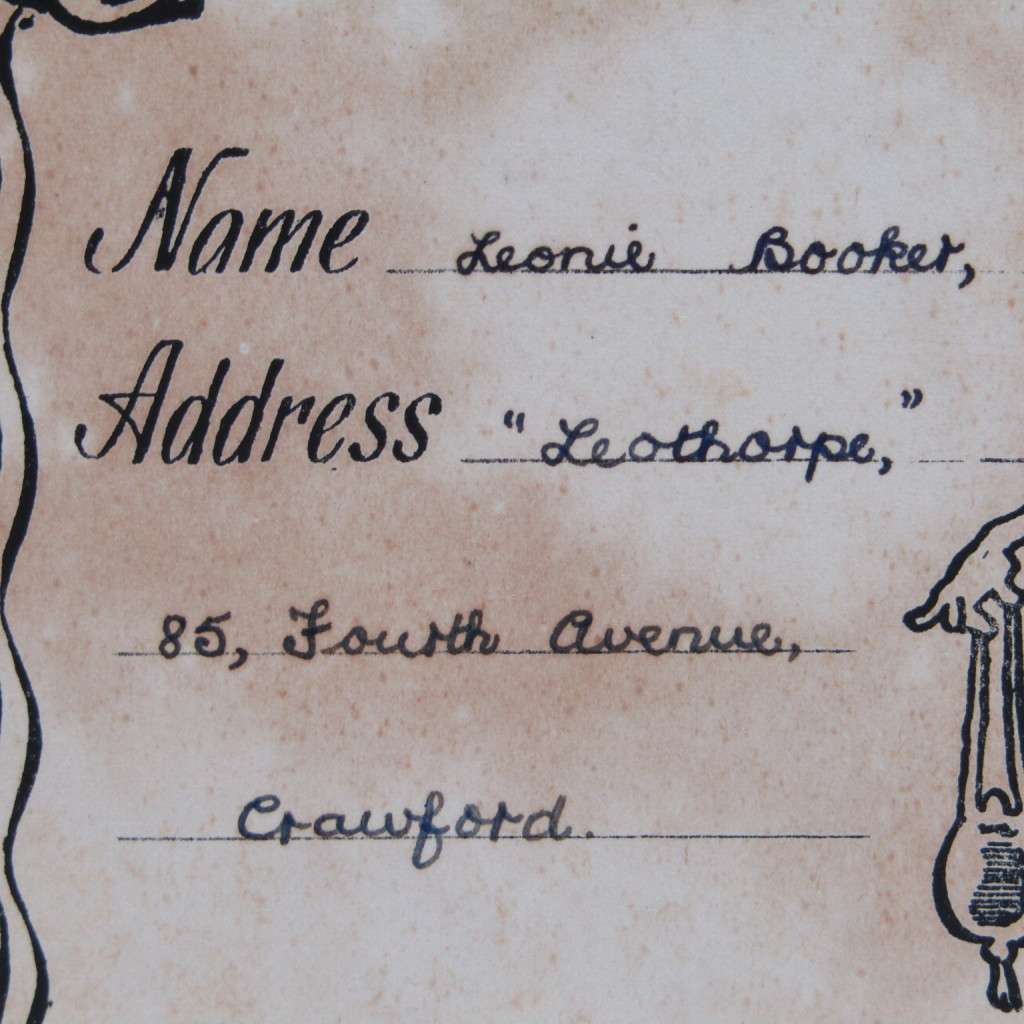 Name Leonie Booker,
Address "Leothorpe,"
85, Fourth Avenue,
Crawford.